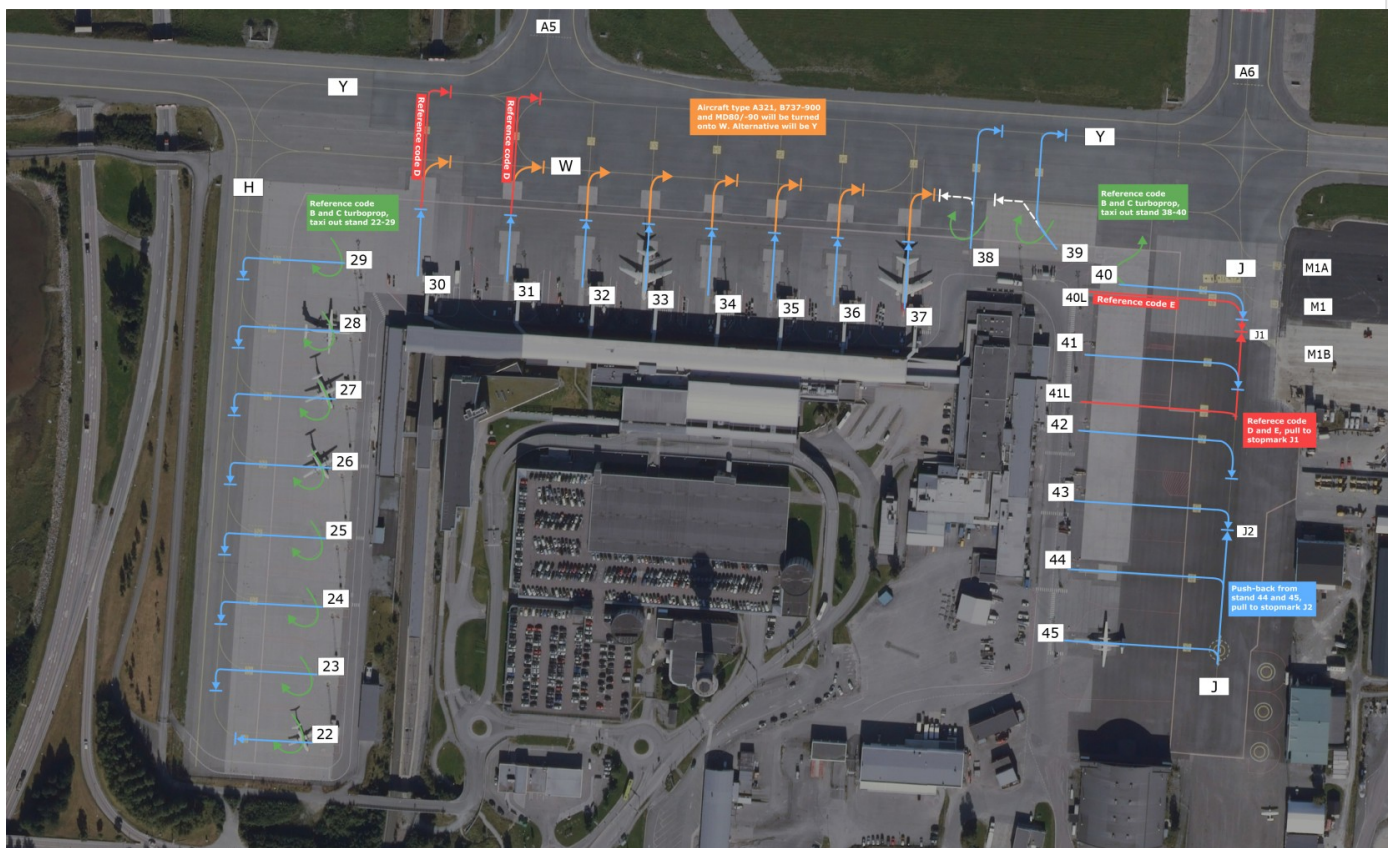 A5
A6
Y
Reference code D
Reference code D
Aircraft type A321, B737-900
and MD80/-90 will be turned
onto W. Alternative will be Y
Y
W
H
Reference code
B and C turboprop,
taxi out stand 22-29
Reference code
B and C turboprop,
taxi out stand 38-40
29
30
31
32
33
34
35
36
37
38
39
40
J
M1A
40L
Reference code E
M1
28
J1
41
M1B
27
41L
42
Referece code
D and E, pull to
stopmark J1
26
43
25
J2
44
24
Push-back from
stand 44 and 45,
pull to stopmark J2
45
23
J
22